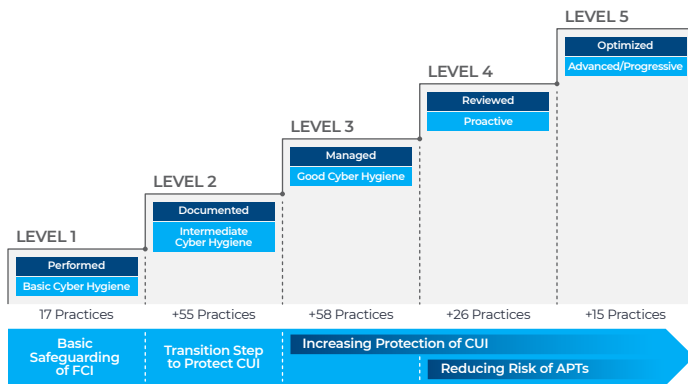 LEVEL 5
Optimized
Advanced/Progressive
LEVEL 4
Reviewed
Proactive
LEVEL 3
Managed
Good Cyber Hygiene
LEVEL 2
Documented
Intermediate
Cyber Hygiene
LEVEL 1
Performed
Basic Cyber Hygiene
17 Practices
+55 Practices
+58 Practices
+26 Practices
+15 Practices
Basic
Safeguarding
of FCI
Transition Step
to Protect CUI
Increasing Protection of CUI
Reducing Risk of APTs